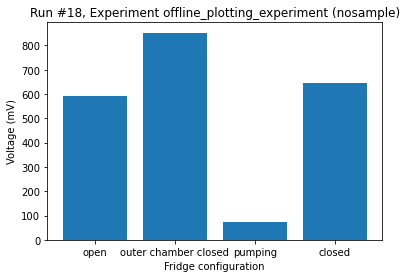 Run #18, Experiment offline_plotting_experiment (nosample)
800
700
600
500
400
300
200
100
0
Voltage (mV)
open
outer chamber closed
pumping
closed
Fridge configuration